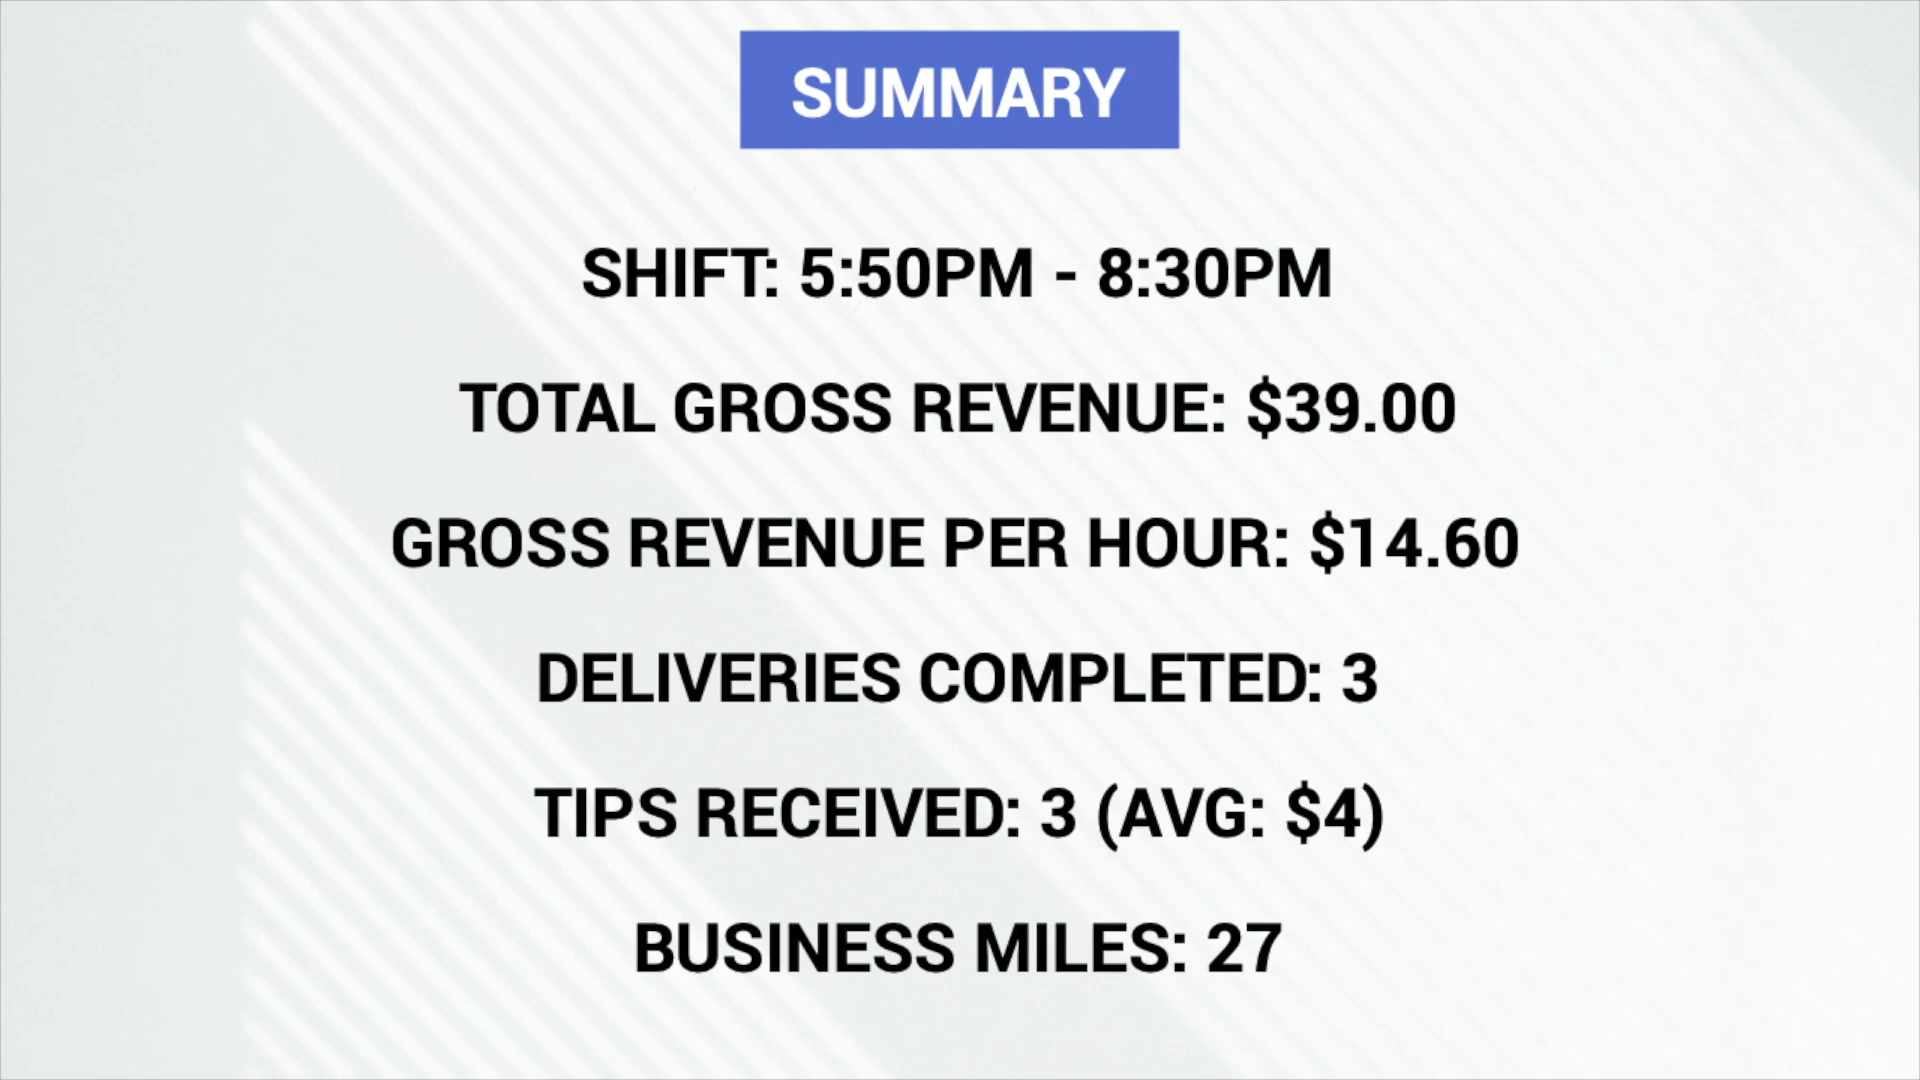 SUMMARY
SHIFT: 5:50PM - 8:30PM
TOTAL GROSS REVENUE: $39.00
GROSS REVENUE PER HOUR: $14.60
DELIVERIES COMPLETED: 3
TIPS RECEIVED: 3 (AVG: $4)
BUSINESS MILES: 27